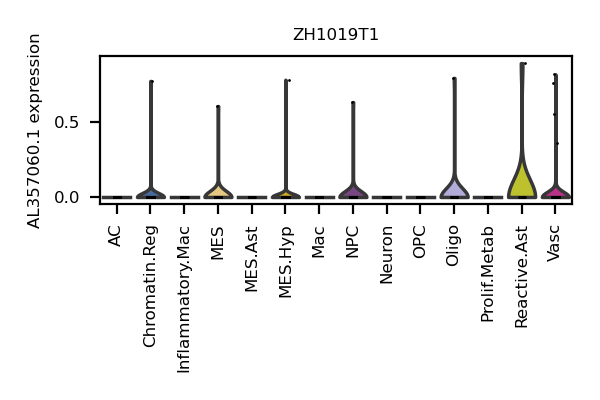 ZH1019T1
AL357060.1 expression
0.5
0.0
AC
Chromatin.Reg
Inflammatory.Mac
MES
MES.Ast
MES.Hyp
Mac
NPC
Neuron
OPC
Oligo
Prolif.Metab
Reactive.Ast
Vasc